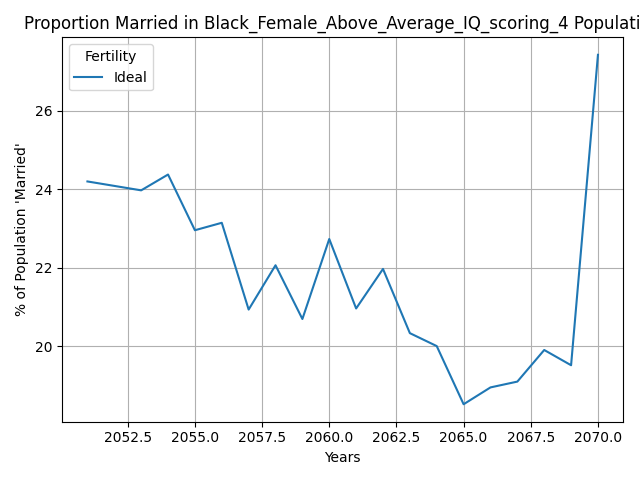 Proportion Married in Black_Female_Above_Average_IQ_scoring_4 Populati
Fertility
Ideal
% of Population 'Married'
26
24
22
20
2052.5 2055.0 2057.5 2060.0 2062.5 2065.0 2067.5 2070.0
Years